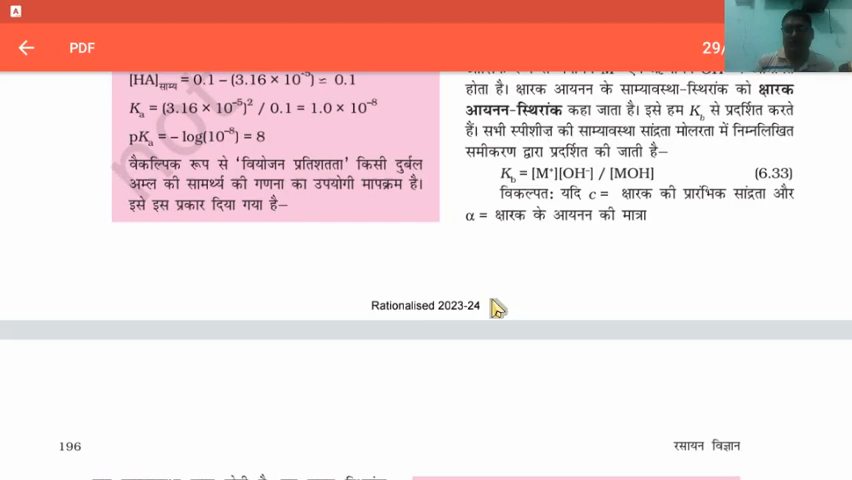 A
PDF
29/
[HA]साम्य = 0.1 – (3.16 × 10⁻⁵) ≃ 0.1
Kₐ = (3.16 × 10⁻⁵)² / 0.1 = 1.0 × 10⁻⁸
pKₐ = – log(10⁻⁸) = 8
वैकल्पिक रूप से ‘वियोजन प्रतिशतता’ किसी दुर्बल
अम्ल की सामर्थ्य की गणना का उपयोगी मापक्रम है।
इसे इस प्रकार दिया गया है–
not
होता है। क्षारक आयनन के साम्यावस्था-स्थिरांक को क्षारक
आयनन-स्थिरांक कहा जाता है। इसे हम K_b से प्रदर्शित करते
हैं। सभी स्पीशीज़ की साम्यावस्था सांद्रता मोलरता में निम्नलिखित
समीकरण द्वारा प्रदर्शित की जाती है–
K_b = [M⁺][OH⁻] / [MOH] (6.33)
विकल्पत: यदि c = क्षारक की प्रारंभिक सांद्रता और
α = क्षारक के आयनन की मात्रा
Rationalised 2023-24
196
रसायन विज्ञान